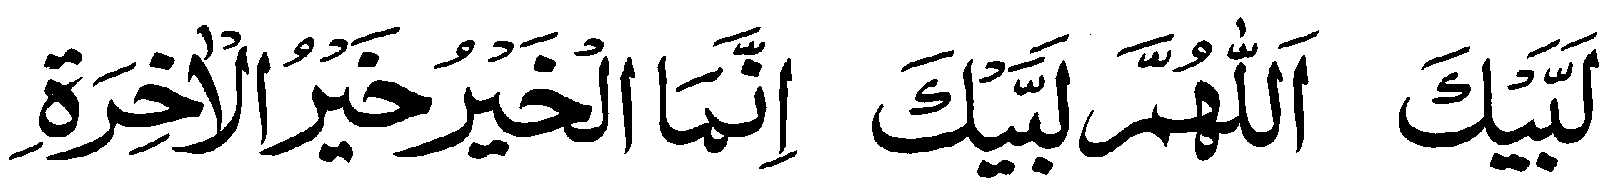 لَبَّيْكَ اَللّٰهُمَّ لَبَّيْكَ اِنَّمَا الْخَيْرُ خَيْرُ الْاٰخِرَةِ